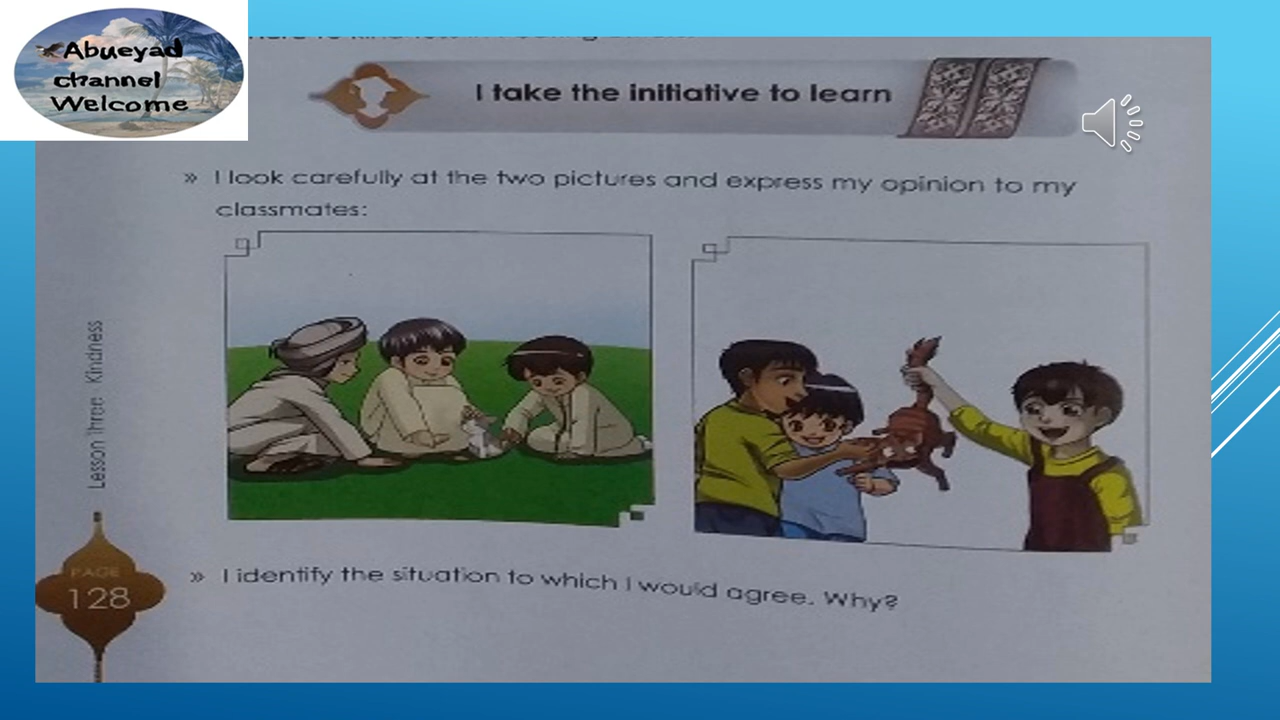 Abueyad
channel
Welcome
I take the initiative to learn
» I look carefully at the two pictures and express my opinion to my
classmates:
Lesson Three Kindness
PAGE
128
» I identify the situation to which I would agree. Why?